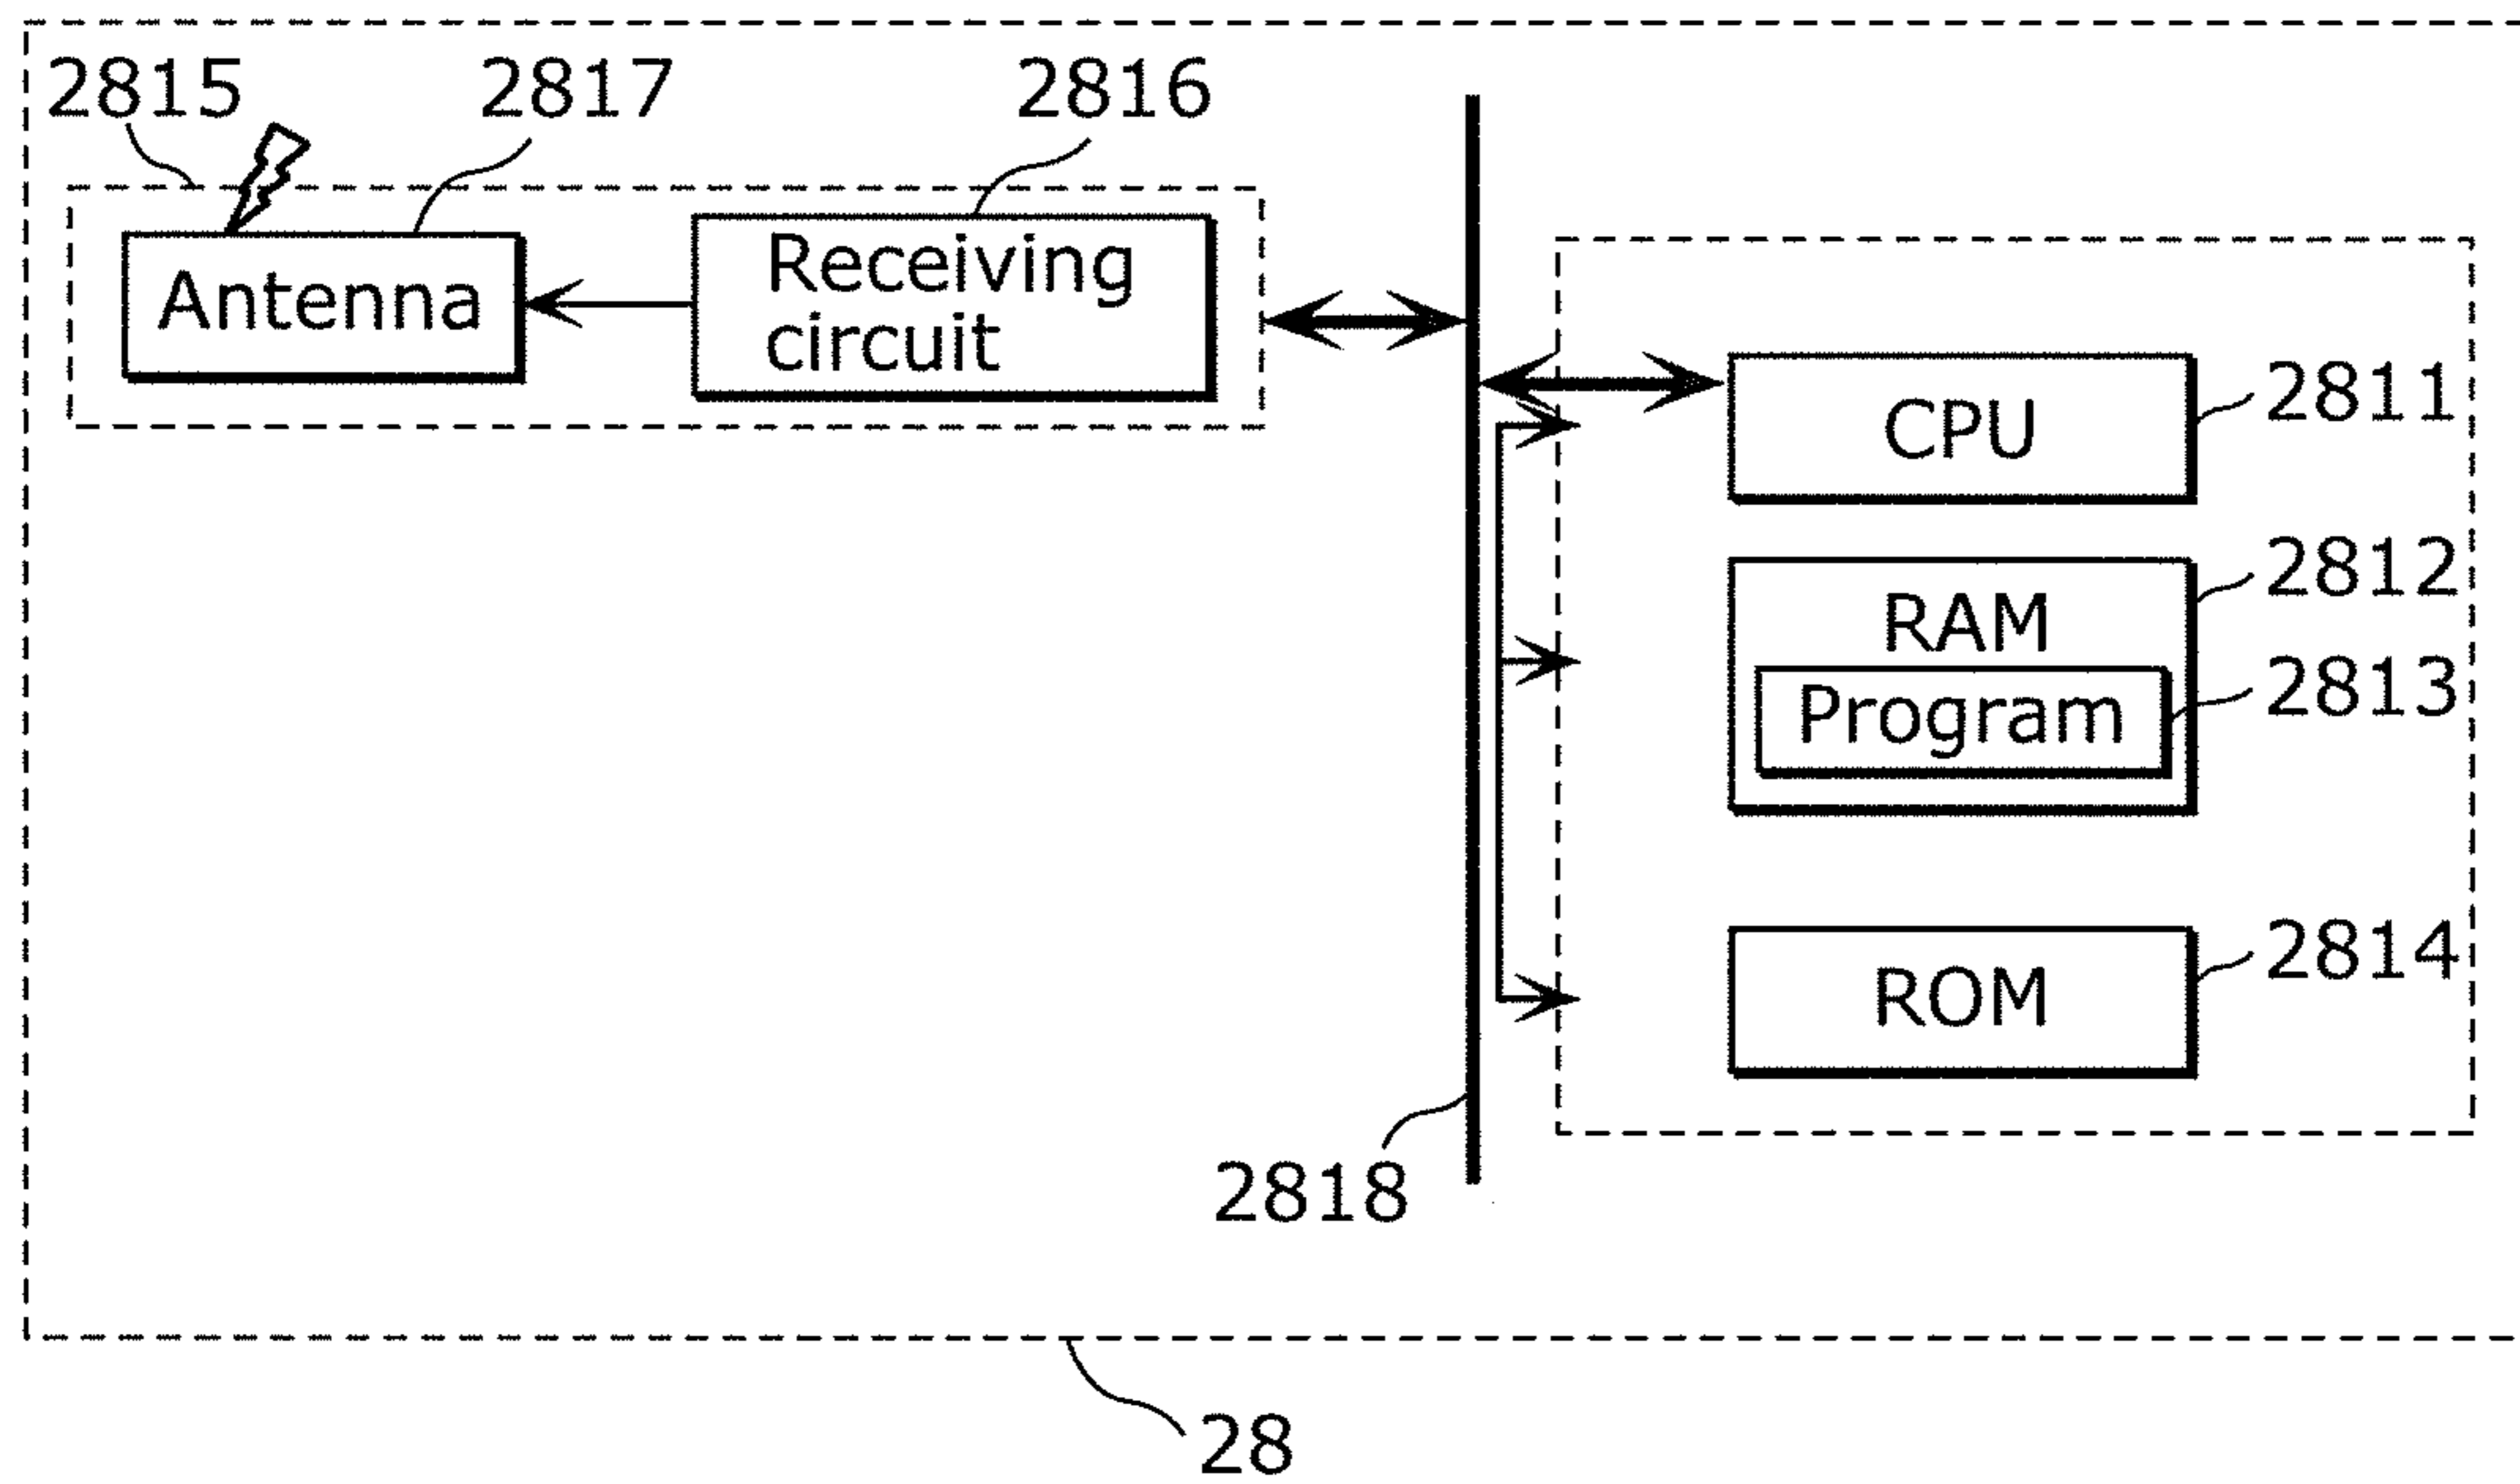 2815
2817
2816
Antenna
Receiving
circuit
CPU
2811
RAM
2812
Program
2813
ROM
2814
2818
28